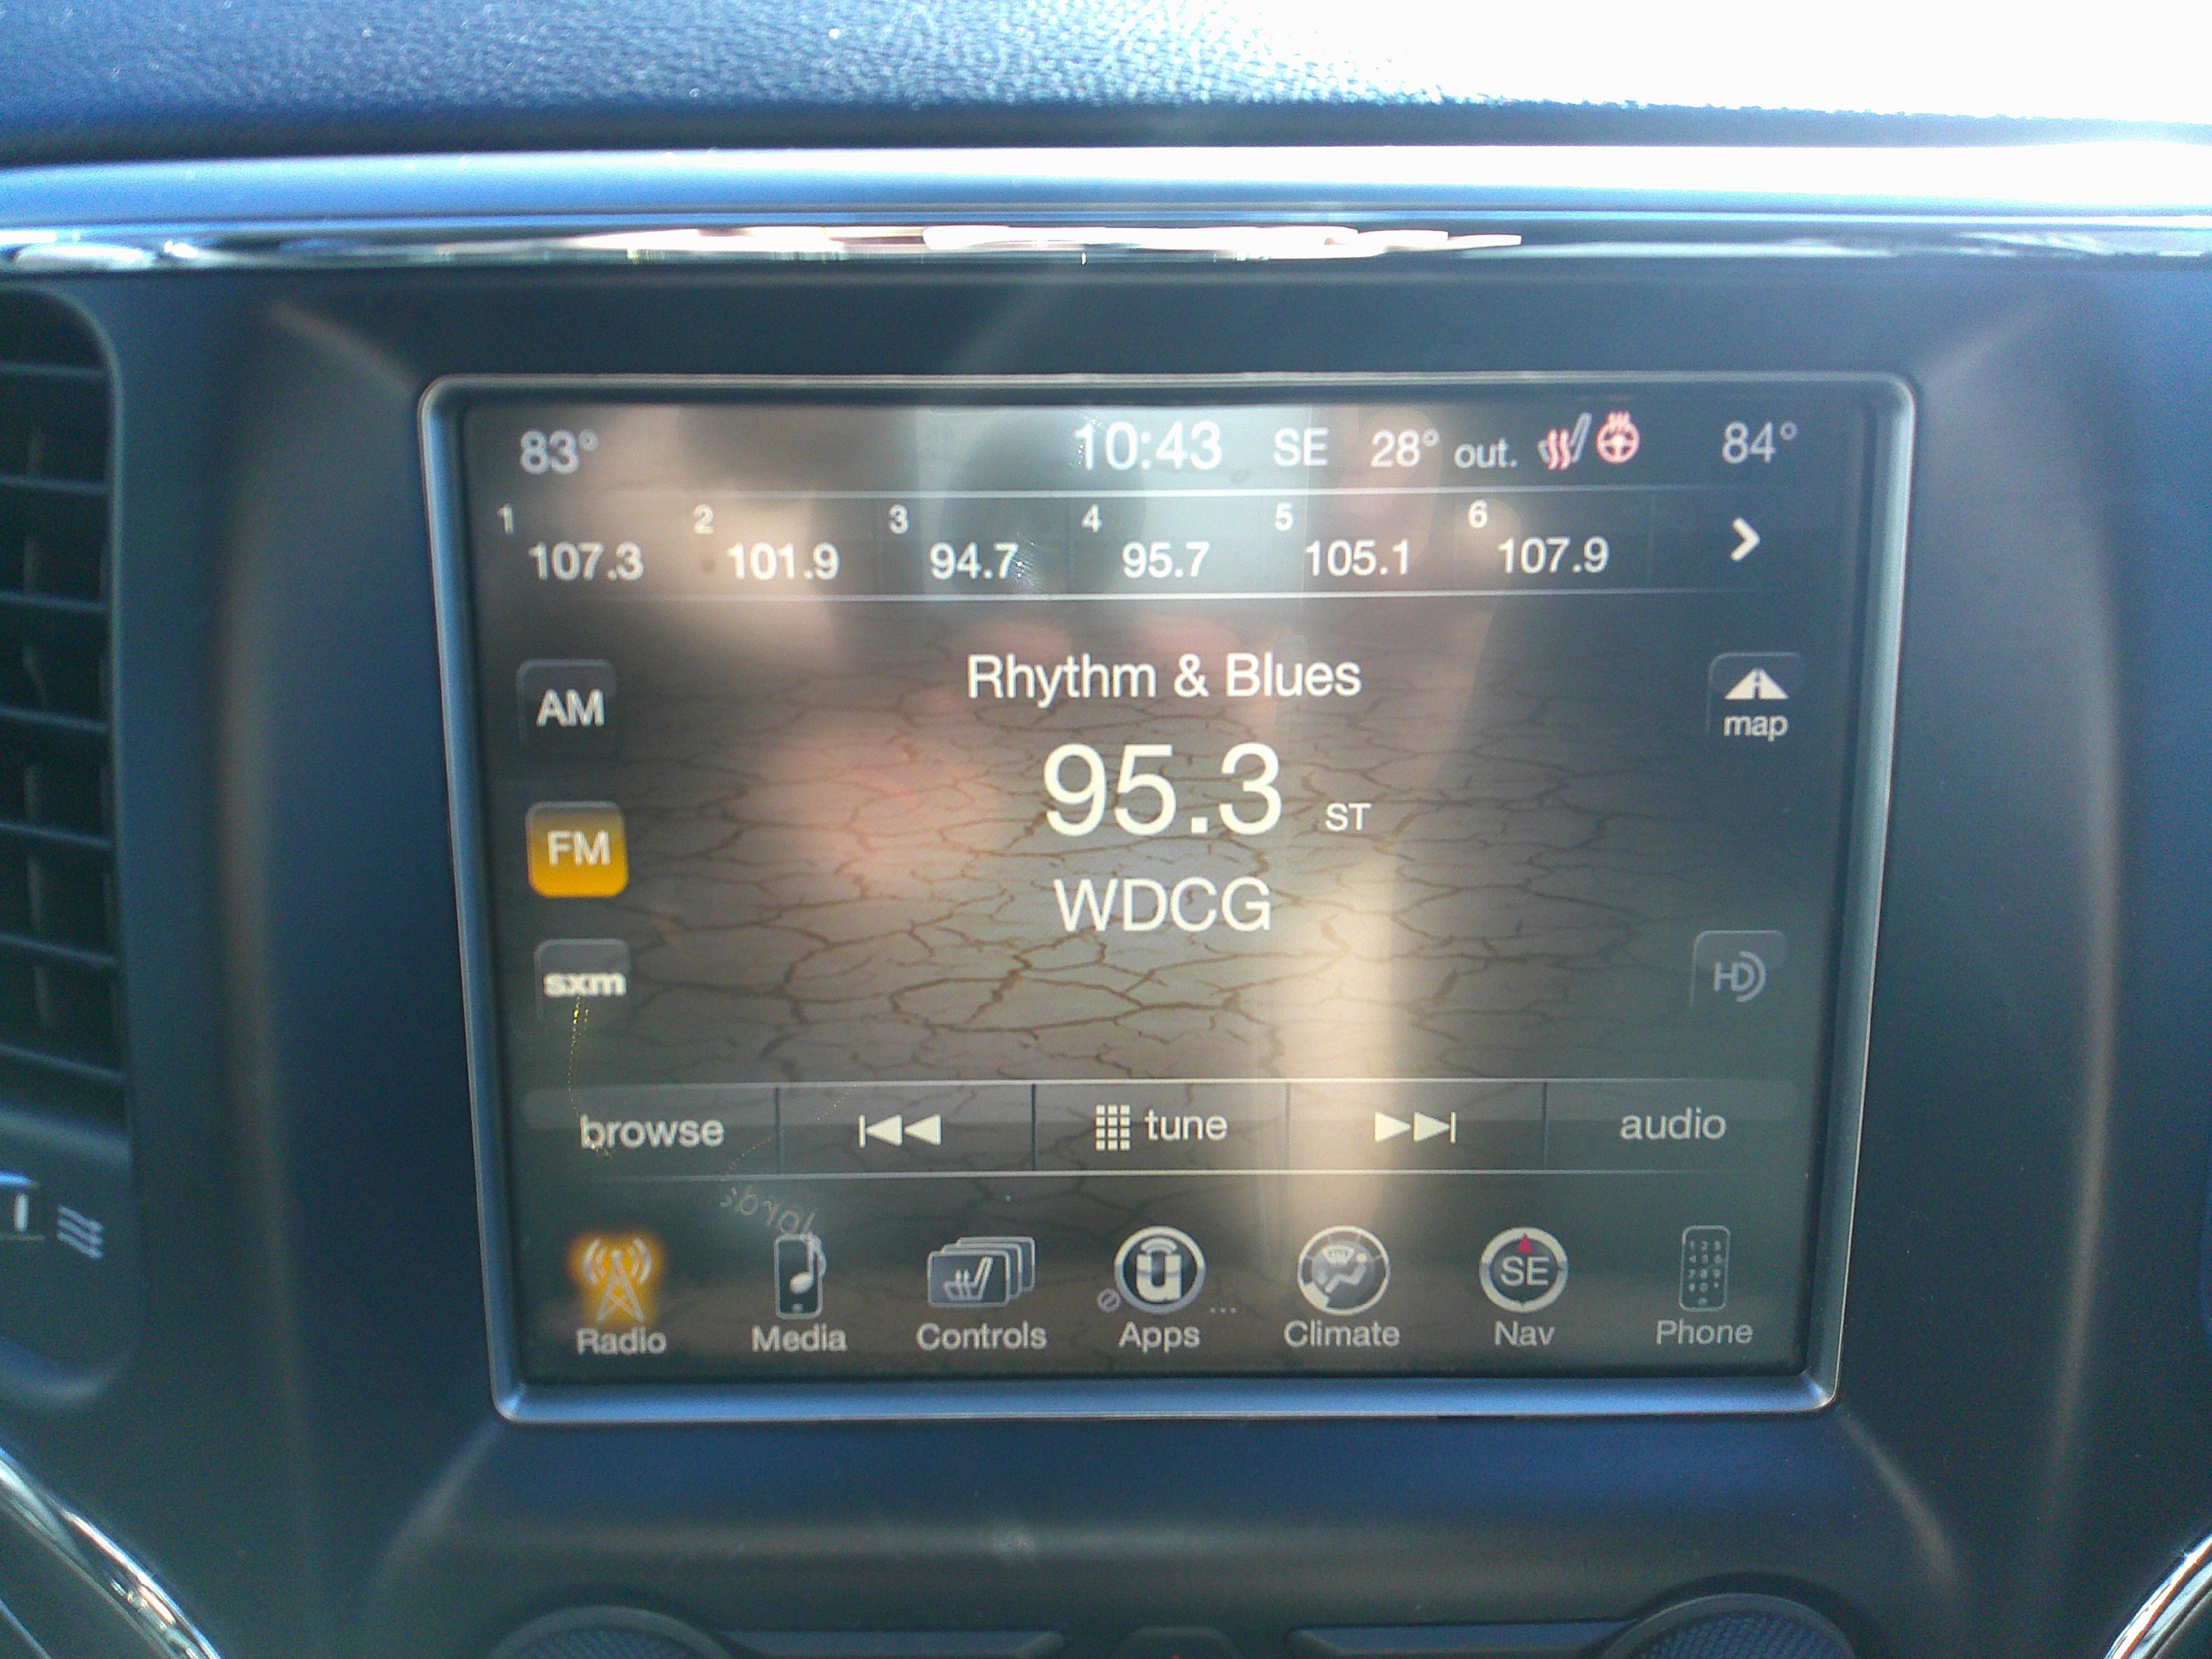 83° 10:43 SE 28° out. 84°
1 2 3 4 5 6
107.3 101.9 94.7 95.7 105.1 107.9
Rhythm & Blues
AM
map
95.3 ST
FM
WDCG
sxm
HD
browse tune audio
SE
Radio Media Controls Apps Climate Nav Phone